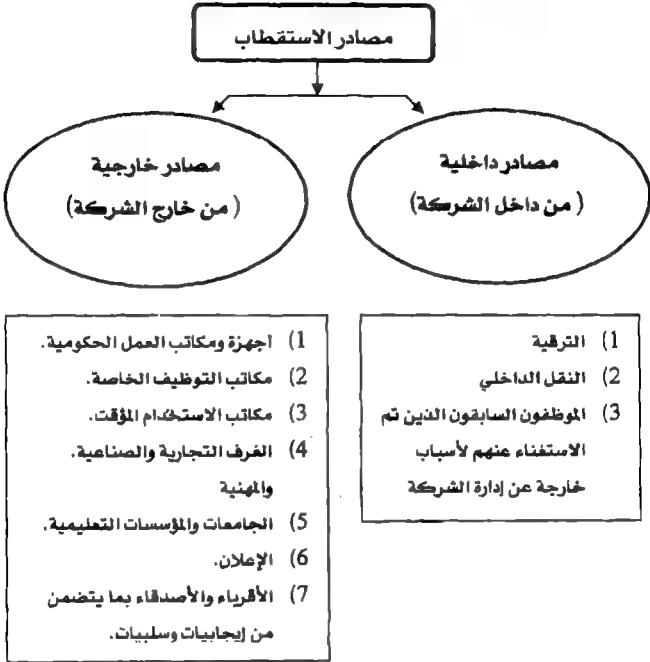 مصادر الاستقطاب
مصادر داخلية
(من داخل الشركة)
مصادر خارجية
(من خارج الشركة)
1) الترقية
2) النقل الداخلي
3) الموظفون السابقون الذين تم
الاستغناء عنهم لأسباب
خارجة عن إدارة الشركة
1) أجهزة ومكاتب العمل الحكومية.
2) مكاتب التوظيف الخاصة.
3) مكاتب الاستخدام المؤقت.
4) الغرف التجارية والصناعية.
والمهنية
5) الجامعات والمؤسسات التعليمية.
6) الإعلان.
7) الأقرباء والأصدقاء بما يتضمن
من إيجابيات وسلبيات.